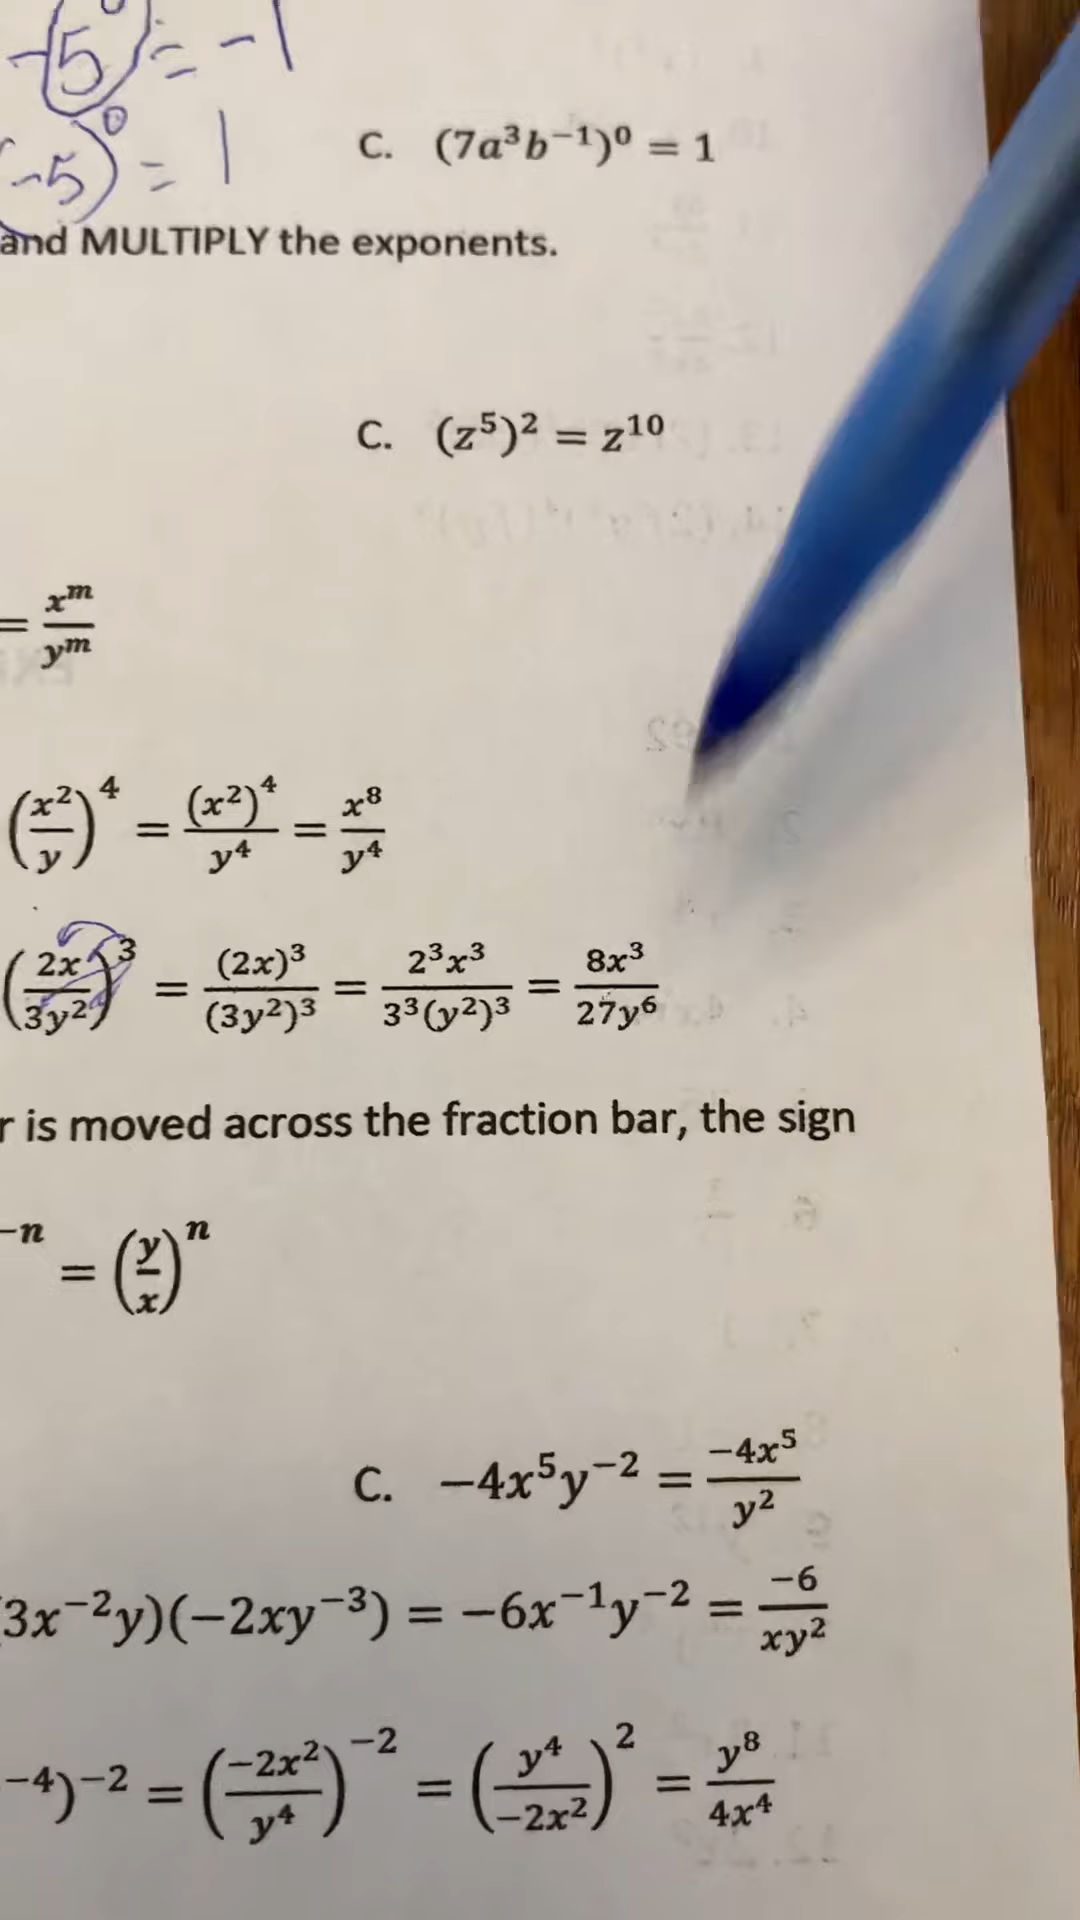 -5⁰ = -1
(-5)⁰ = 1
C. (7a³b⁻¹)⁰ = 1
and MULTIPLY the exponents.
C. (z⁵)² = z¹⁰
= xᵐ/yᵐ
(x²/y)⁴ = (x²)⁴/y⁴ = x⁸/y⁴
(2x/3y²)³ = (2x)³/(3y²)³ = 2³x³/3³(y²)³ = 8x³/27y⁶
r is moved across the fraction bar, the sign
⁻ⁿ = (y/x)ⁿ
C. −4x⁵y⁻² = −4x⁵/y²
3x⁻²y)(−2xy⁻³) = −6x⁻¹y⁻² = −6/xy²
⁻⁴)⁻² = (−2x²/y⁴)⁻² = (y⁴/−2x²)² = y⁸/4x⁴